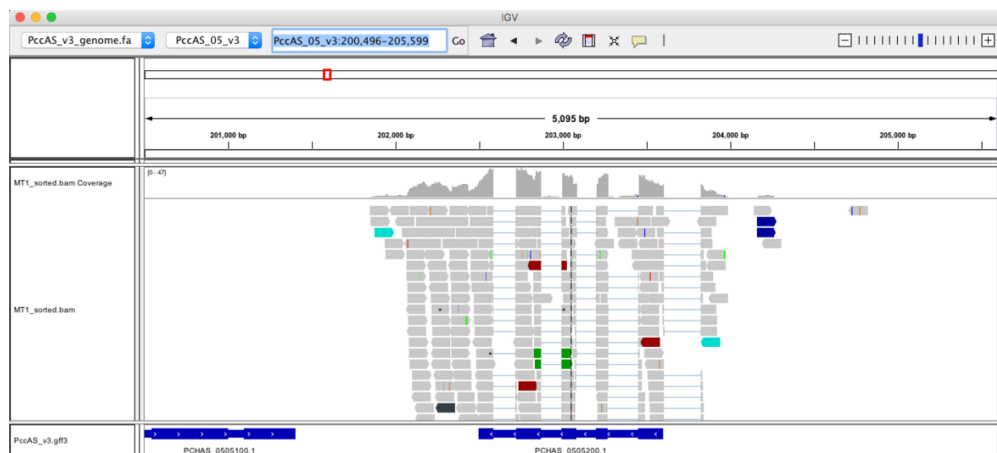 IGV
PccAS_v3_genome.fa PccAS_05_v3 PccAS_05_v3:200,496-205,599 Go
5,095 bp
201,000 bp 202,000 bp 203,000 bp 204,000 bp 205,000 bp
MT1_sorted.bam Coverage
[0 - 47]
MT1_sorted.bam
PccAS_v3.gff3
PCHAS_0505100.1 PCHAS_0505200.1